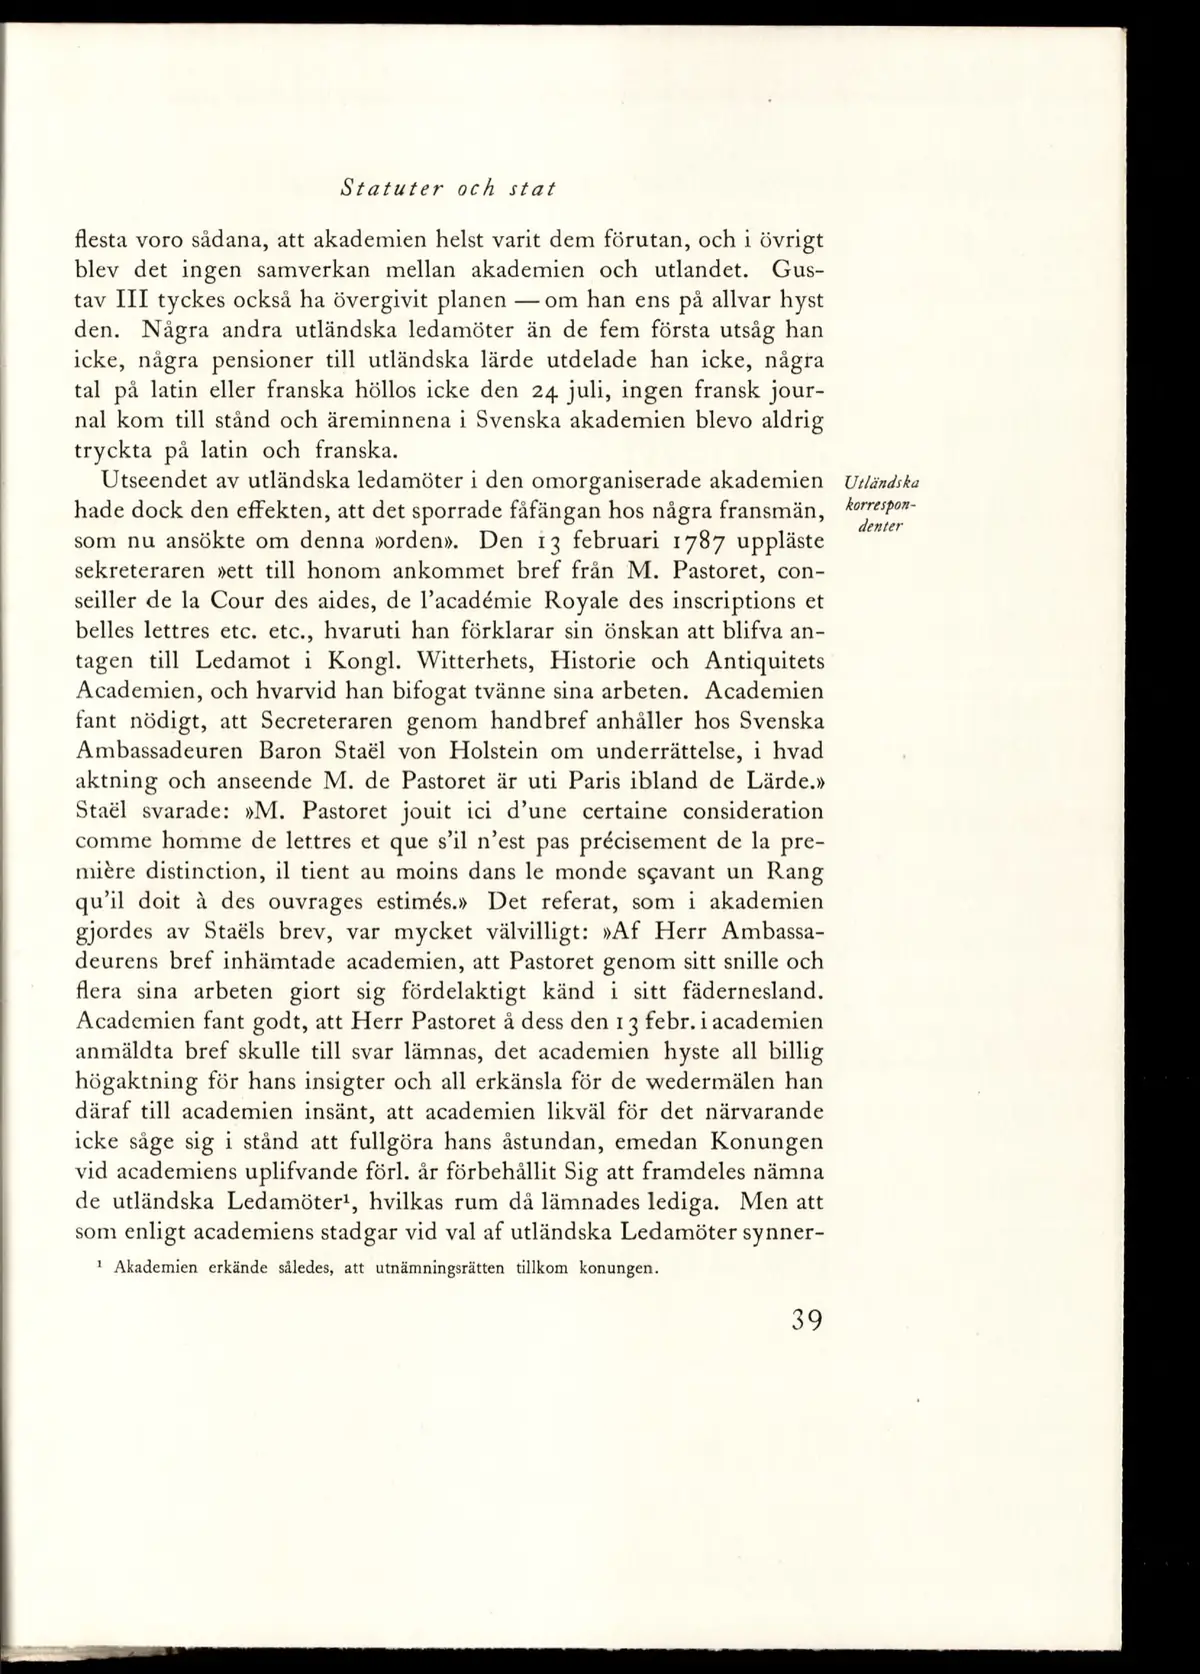 Statuter och stat
flesta voro sådana, att akademien helst varit dem förutan, och i övrigt
blev det ingen samverkan mellan akademien och utlandet. Gus-
tav III tyckes också ha övergivit planen — om han ens på allvar hyst
den. Några andra utländska ledamöter än de fem första utsåg han
icke, några pensioner till utländska lärde utdelade han icke, några
tal på latin eller franska höllos icke den 24 juli, ingen fransk jour-
nal kom till stånd och äreminnena i Svenska akademien blevo aldrig
tryckta på latin och franska.
Utseendet av utländska ledamöter i den omorganiserade akademien
hade dock den effekten, att det sporrade fåfängan hos några fransmän,
som nu ansökte om denna »orden». Den 13 februari 1787 uppläste
sekreteraren »ett till honom ankommet bref från M. Pastoret, con-
seiller de la Cour des aides, de l'académie Royale des inscriptions et
belles lettres etc. etc., hvaruti han förklarar sin önskan att blifva an-
tagen till Ledamot i Kongl. Witterhets, Historie och Antiquitets
Academien, och hvarvid han bifogat tvänne sina arbeten. Academien
fant nödigt, att Secreteraren genom handbref anhåller hos Svenska
Ambassadeuren Baron Staël von Holstein om underrättelse, i hvad
aktning och anseende M. de Pastoret är uti Paris ibland de Lärde.»
Staël svarade: »M. Pastoret jouit ici d'une certaine consideration
comme homme de lettres et que s'il n'est pas précisement de la pre-
mière distinction, il tient au moins dans le monde sçavant un Rang
qu'il doit à des ouvrages estimés.» Det referat, som i akademien
gjordes av Staëls brev, var mycket välvilligt: »Af Herr Ambassa-
deurens bref inhämtade academien, att Pastoret genom sitt snille och
flera sina arbeten giort sig fördelaktigt känd i sitt fädernesland.
Academien fant godt, att Herr Pastoret å dess den 13 febr. i academien
anmäldta bref skulle till svar lämnas, det academien hyste all billig
högaktning för hans insigter och all erkänsla för de wedermälen han
däraf till academien insänt, att academien likväl för det närvarande
icke såge sig i stånd att fullgöra hans åstundan, emedan Konungen
vid academiens uplifvande förl. år förbehållit Sig att framdeles nämna
de utländska Ledamöter¹, hvilkas rum då lämnades lediga. Men att
som enligt academiens stadgar vid val af utländska Ledamöter synner-
Utländska
korrespon-
denter
¹ Akademien erkände således, att utnämningsrätten tillkom konungen.
39